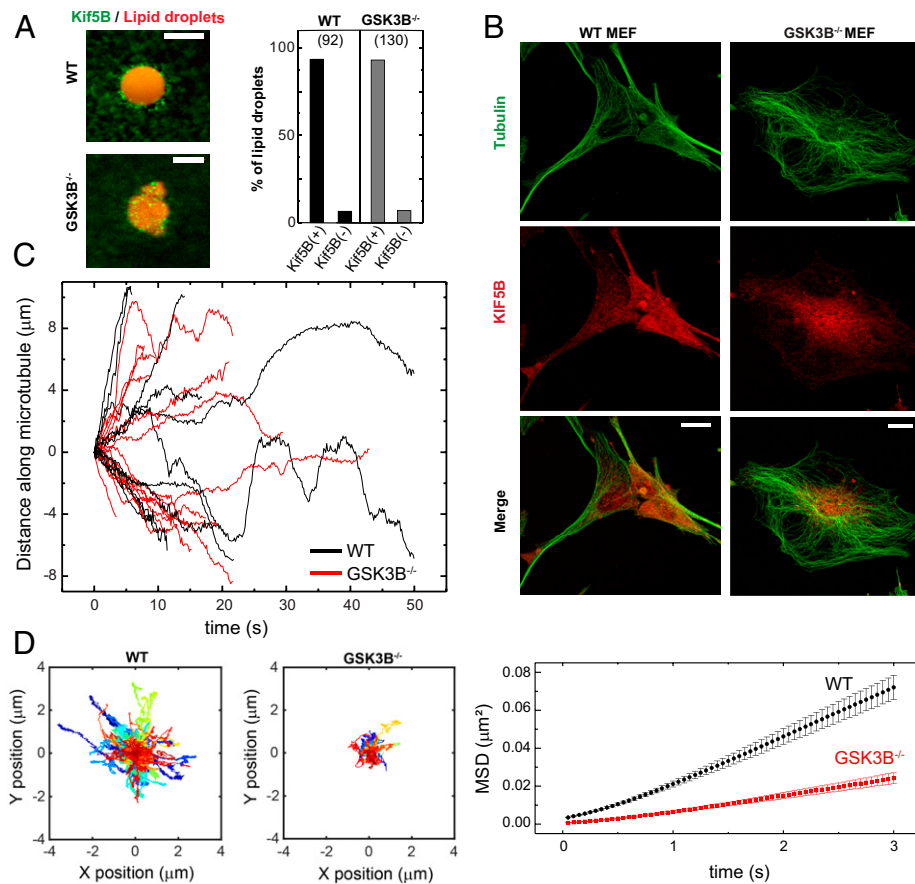 A
Kif5B / Lipid droplets
WT
GSK3B-/-
WT
(92)
GSK3B-/-
(130)
% of lipid droplets
100
50
0
Kif5B(+)
Kif5B(-)
Kif5B(+)
Kif5B(-)
B
WT MEF
GSK3B-/- MEF
Tubulin
KIF5B
Merge
C
Distance along microtubule (μm)
8
4
0
-4
-8
WT
GSK3B-/-
0
10
20
30
40
50
time (s)
D
WT
Y position (μm)
4
2
0
-2
-4
-4
-2
0
2
4
X position (μm)
GSK3B-/-
Y position (μm)
4
2
0
-2
-4
-4
-2
0
2
4
X position (μm)
MSD (μm²)
0.08
0.06
0.04
0.02
0.00
WT
GSK3B-/-
0
1
2
3
time (s)